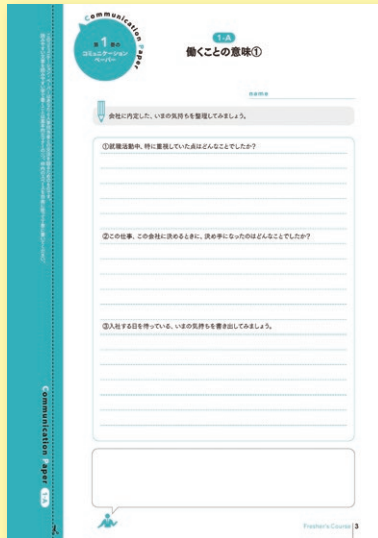 Communication Paper
第1章の
コミュニケーション
ペーパー
1-A
働くことの意味①
name
会社に内定した、いまの気持ちを整理してみましょう。
①就職活動中、特に重視していた点はどんなことでしたか?
②この仕事、この会社に決めるときに、決め手になったのはどんなことでしたか?
③入社する日を待っている、いまの気持ちを書き出してみましょう。
Communication Paper 1-A
Fresher's Course 3